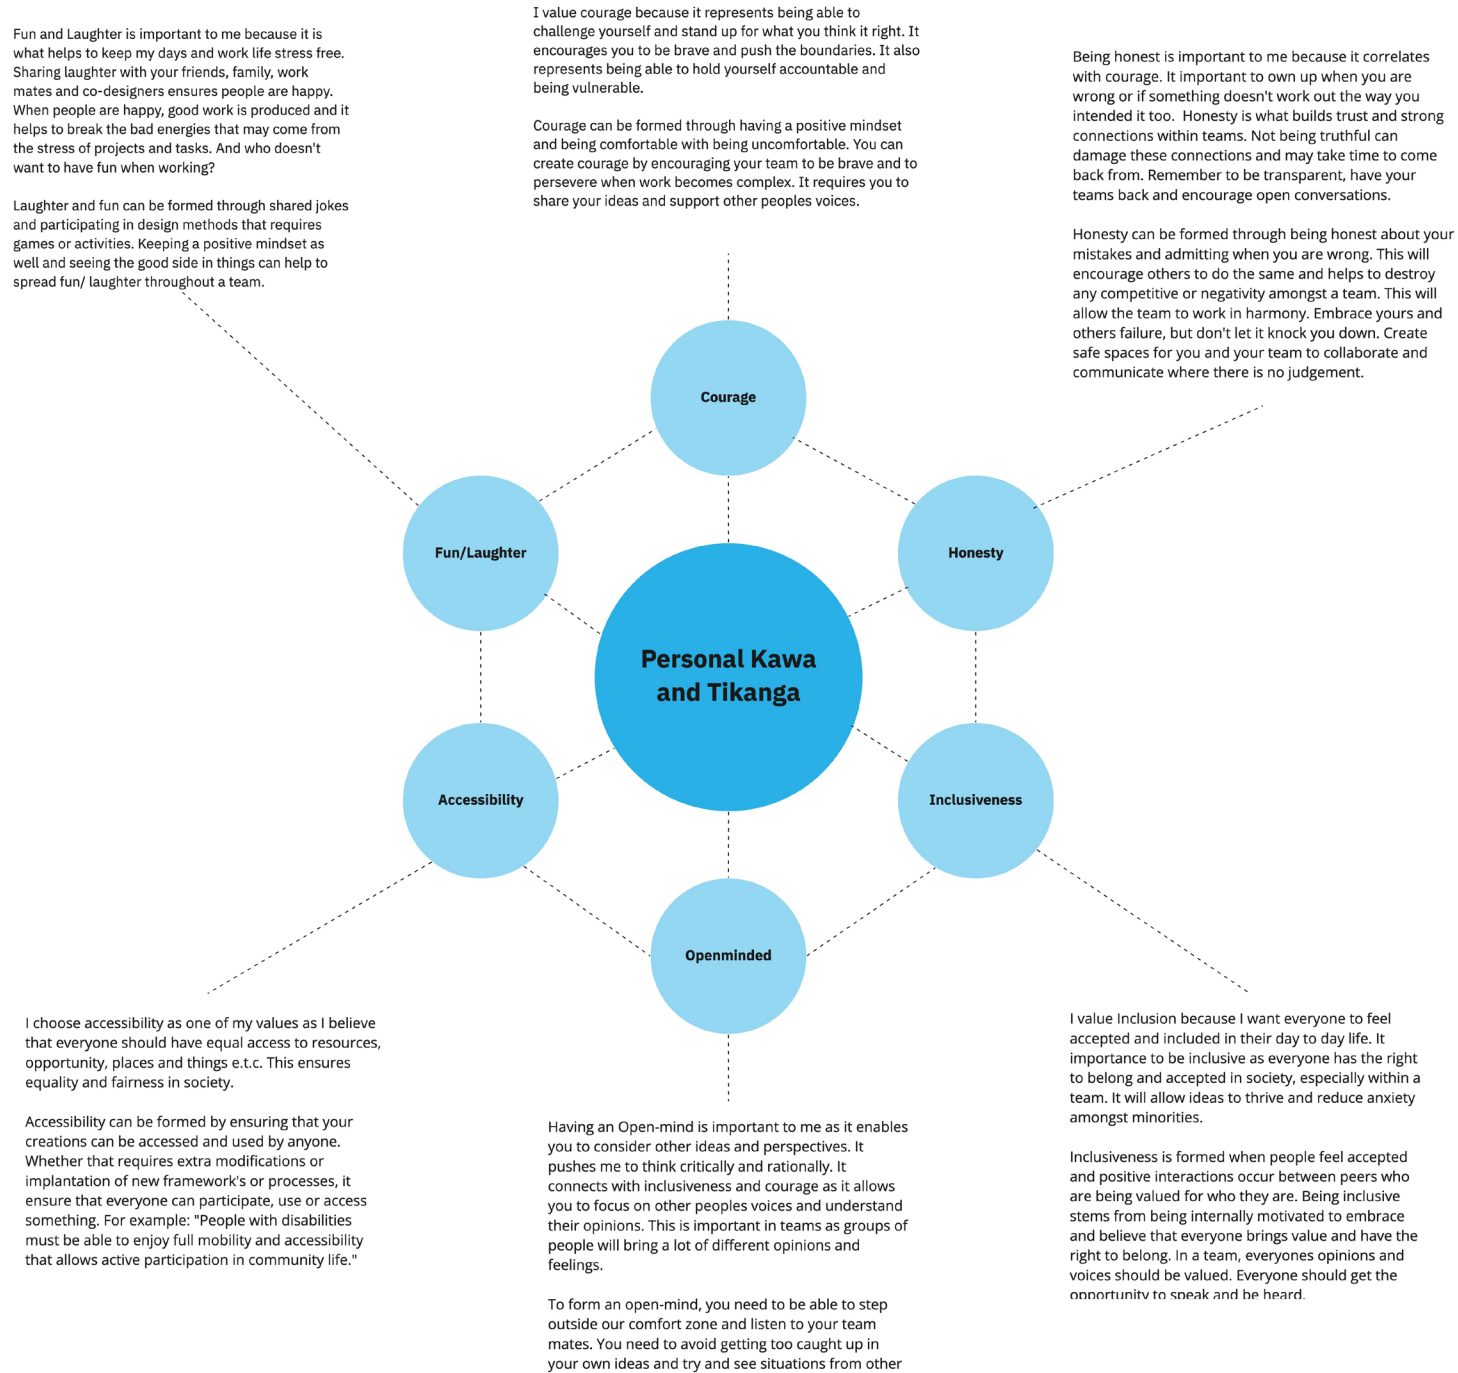 Fun and Laughter is important to me because it is
what helps to keep my days and work life stress free.
Sharing laughter with your friends, family, work
mates and co-designers ensures people are happy.
When people are happy, good work is produced and it
helps to break the bad energies that may come from
the stress of projects and tasks. And who doesn't
want to have fun when working?
Laughter and fun can be formed through shared jokes
and participating in design methods that requires
games or activities. Keeping a positive mindset as
well and seeing the good side in things can help to
spread fun/ laughter throughout a team.
I value courage because it represents being able to
challenge yourself and stand up for what you think it right. It
encourages you to be brave and push the boundaries. It also
represents being able to hold yourself accountable and
being vulnerable.
Courage can be formed through having a positive mindset
and being comfortable with being uncomfortable. You can
create courage by encouraging your team to be brave and to
persevere when work becomes complex. It requires you to
share your ideas and support other peoples voices.
Being honest is important to me because it correlates
with courage. It important to own up when you are
wrong or if something doesn't work out the way you
intended it too.  Honesty is what builds trust and strong
connections within teams. Not being truthful can
damage these connections and may take time to come
back from. Remember to be transparent, have your
teams back and encourage open conversations.
Honesty can be formed through being honest about your
mistakes and admitting when you are wrong. This will
encourage others to do the same and helps to destroy
any competitive or negativity amongst a team. This will
allow the team to work in harmony. Embrace yours and
others failure, but don't let it knock you down. Create
safe spaces for you and your team to collaborate and
communicate where there is no judgement.
Courage
Fun/Laughter
Honesty
Personal Kawa
and Tikanga
Accessibility
Inclusiveness
Openminded
I choose accessibility as one of my values as I believe
that everyone should have equal access to resources,
opportunity, places and things e.t.c. This ensures
equality and fairness in society.
Accessibility can be formed by ensuring that your
creations can be accessed and used by anyone.
Whether that requires extra modifications or
implantation of new framework's or processes, it
ensure that everyone can participate, use or access
something. For example: "People with disabilities
must be able to enjoy full mobility and accessibility
that allows active participation in community life."
Having an Open-mind is important to me as it enables
you to consider other ideas and perspectives. It
pushes me to think critically and rationally. It
connects with inclusiveness and courage as it allows
you to focus on other peoples voices and understand
their opinions. This is important in teams as groups of
people will bring a lot of different opinions and
feelings.
To form an open-mind, you need to be able to step
outside our comfort zone and listen to your team
mates. You need to avoid getting too caught up in
your own ideas and try and see situations from other
I value Inclusion because I want everyone to feel
accepted and included in their day to day life. It
importance to be inclusive as everyone has the right
to belong and accepted in society, especially within a
team. It will allow ideas to thrive and reduce anxiety
amongst minorities.
Inclusiveness is formed when people feel accepted
and positive interactions occur between peers who
are being valued for who they are. Being inclusive
stems from being internally motivated to embrace
and believe that everyone brings value and have the
right to belong. In a team, everyones opinions and
voices should be valued. Everyone should get the
opportunity to speak and be heard.